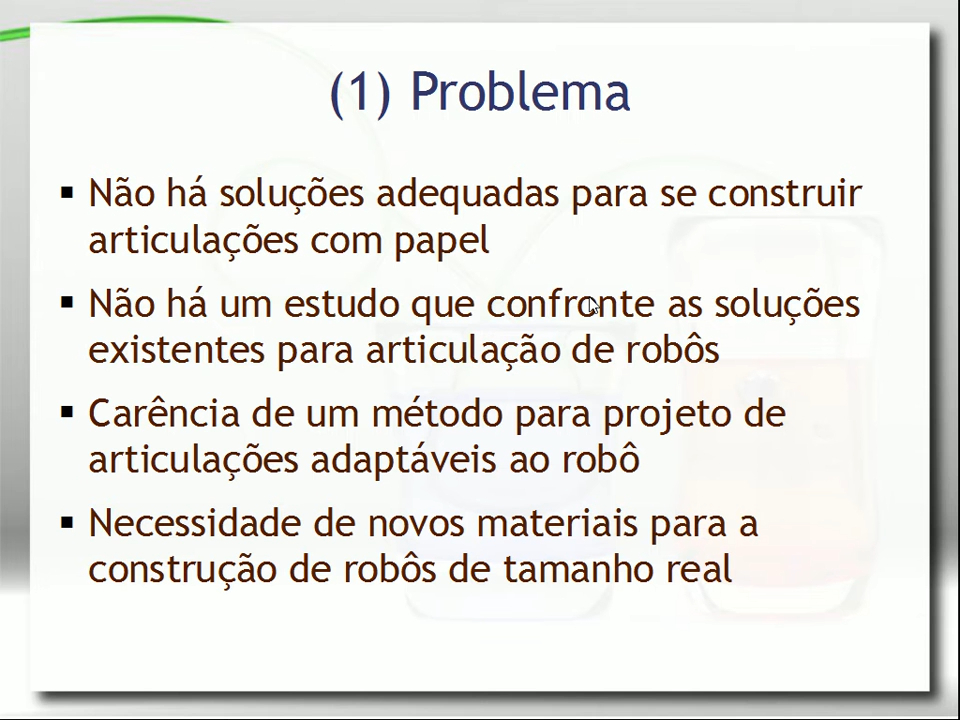 (1) Problema
▪ Não há soluções adequadas para se construir
articulações com papel
▪ Não há um estudo que confronte as soluções
existentes para articulação de robôs
▪ Carência de um método para projeto de
articulações adaptáveis ao robô
▪ Necessidade de novos materiais para a
construção de robôs de tamanho real